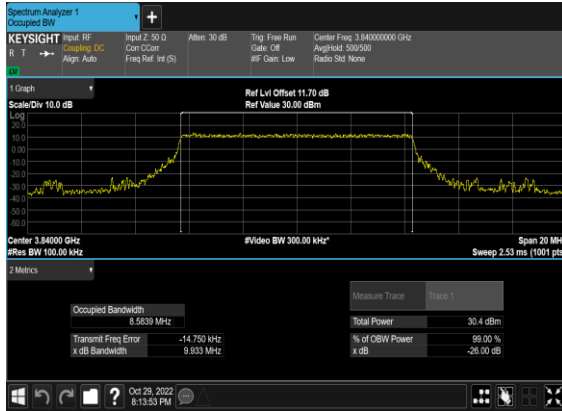 Spectrum Analyzer 1
Occupied BW
+
KEYSIGHT Input: RF Input Z: 50 Ω Atten: 30 dB Trig: Free Run Center Freq: 3.840000000 GHz
R T Coupling: DC Corr CCorr Gate: Off Avg|Hold: 500/500
Align: Auto Freq Ref: Int (S) #IF Gain: Low Radio Std: None
LU
1 Graph
Ref Lvl Offset 11.70 dB
Scale/Div 10.0 dB Ref Value 30.00 dBm
Log
20.0
10.0
0.00
-10.0
-20.0
-30.0
-40.0
-50.0
-60.0
Center 3.84000 GHz #Video BW 300.00 kHz* Span 20 MH
#Res BW 100.00 kHz Sweep 2.53 ms (1001 pts
2 Metrics
Measure Trace Trace 1
Occupied Bandwidth
8.5839 MHz Total Power 30.4 dBm
Transmit Freq Error -14.750 kHz % of OBW Power 99.00 %
x dB Bandwidth 9.933 MHz x dB -26.00 dB
? Oct 29, 2022
8:13:53 PM